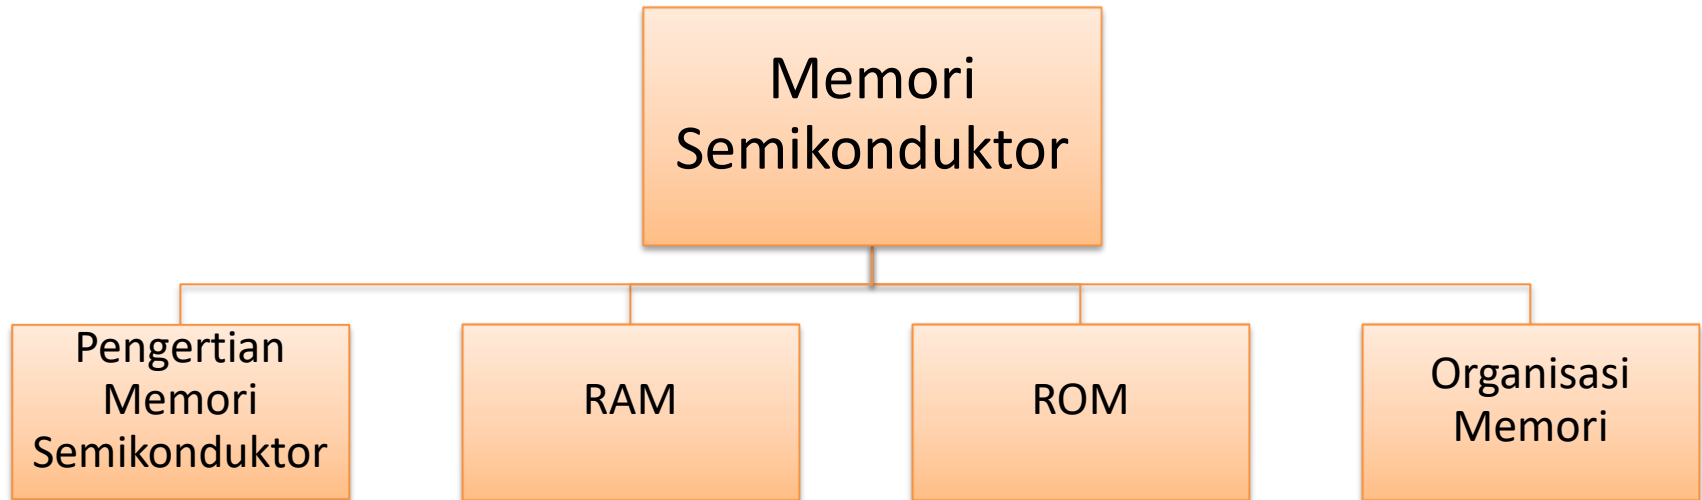 Memori
Semikonduktor
Pengertian
Memori
Semikonduktor
RAM
ROM
Organisasi
Memori